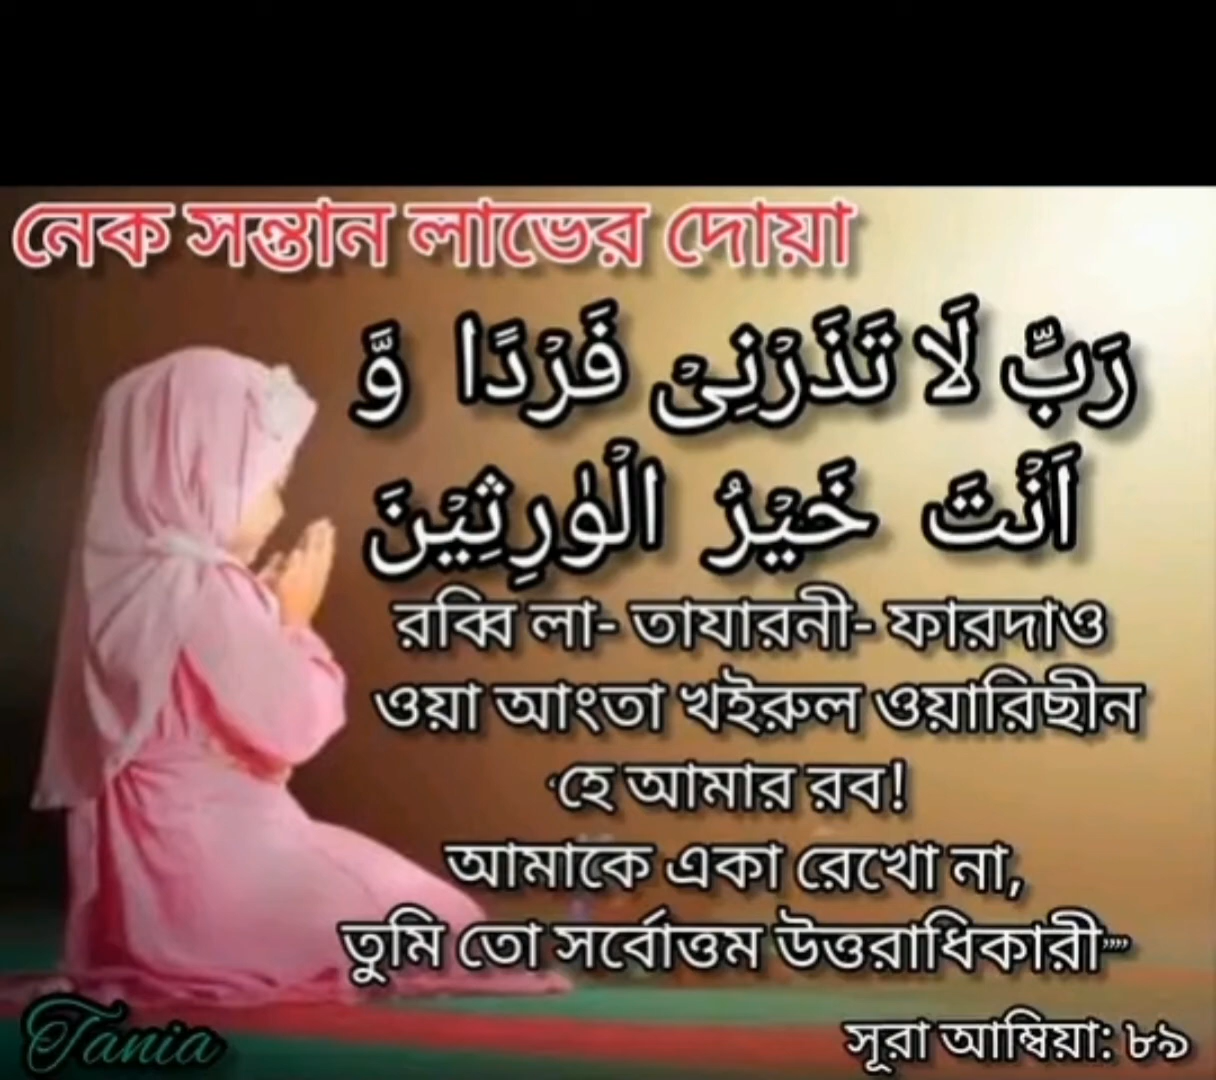 নেক সন্তান লাভের দোয়া
رَبِّ لَا تَذَرْنِیْ فَرْدًا وَّ
اَنْتَ خَیْرُ الْوٰرِثِیْنَ
রব্বি লা- তাযারনী- ফারদাও
ওয়া আংতা খইরুল ওয়ারিছীন
‘হে আমার রব!
আমাকে একা রেখো না,
তুমি তো সর্বোত্তম উত্তরাধিকারী””
সূরা আম্বিয়া: ৮৯
Tania